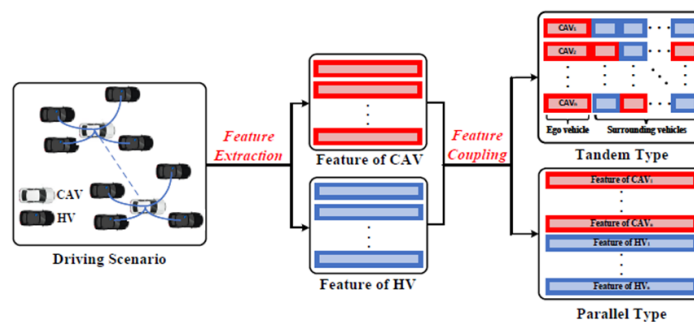 CAV
HV
Driving Scenario
Feature
Extraction
Feature of CAV
Feature of HV
Feature
Coupling
CAV₁
CAV₂
CAVₙ
Ego vehicle
Surrounding vehicles
Tandem Type
Feature of CAV₁
Feature of CAVₙ
Feature of HV₁
Feature of HVₙ
Parallel Type